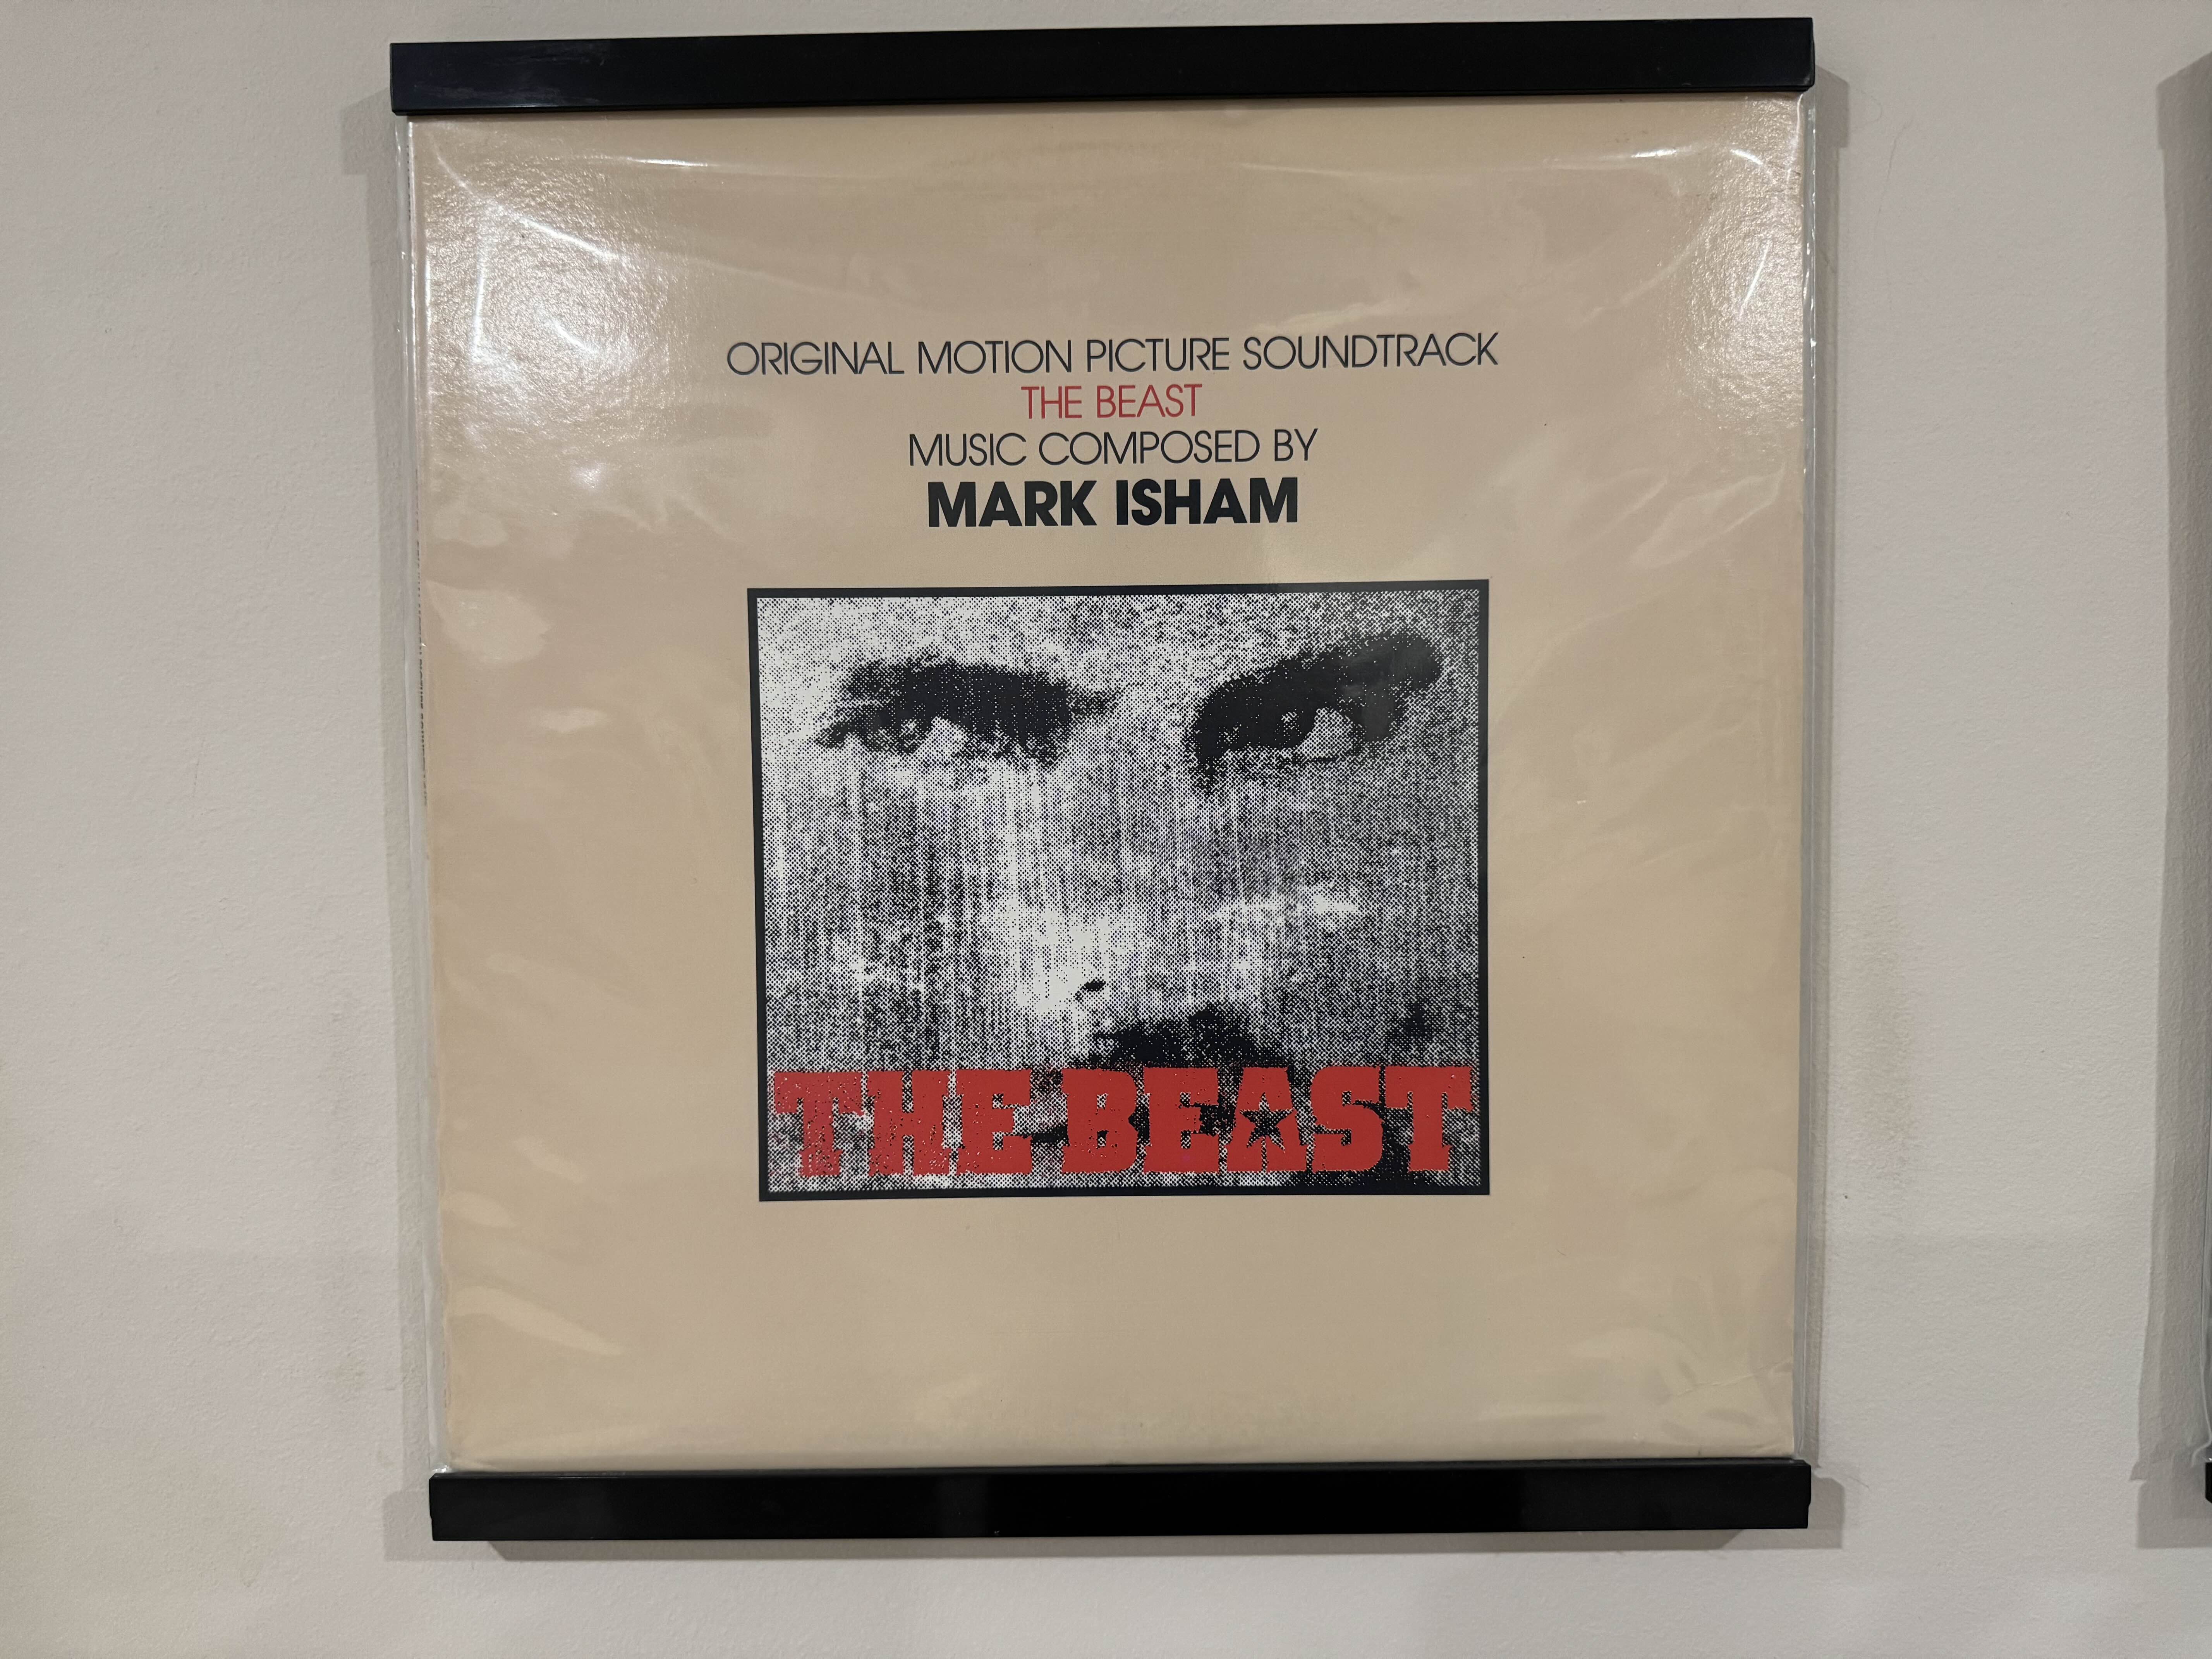 ORIGINAL MOTION PICTURE SOUNDTRACK
THE BEAST
MUSIC COMPOSED BY
MARK ISHAM
THE BEAST